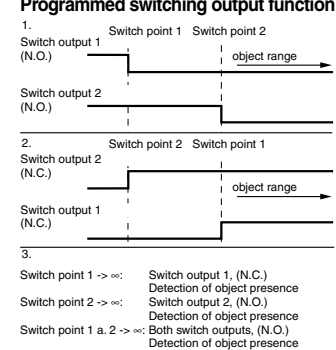 Programmed switching output function
1.
Switch point 1 Switch point 2
Switch output 1
(N.O.)
object range
Switch output 2
(N.O.)
2.
Switch point 2 Switch point 1
Switch output 2
(N.C.)
object range
Switch output 1
(N.C.)
3.
Switch point 1 -> ∞: Switch output 1, (N.C.)
Detection of object presence
Switch point 2 -> ∞: Switch output 2, (N.O.)
Detection of object presence
Switch point 1 a. 2 -> ∞: Both switch outputs, (N.O.)
Detection of object presence